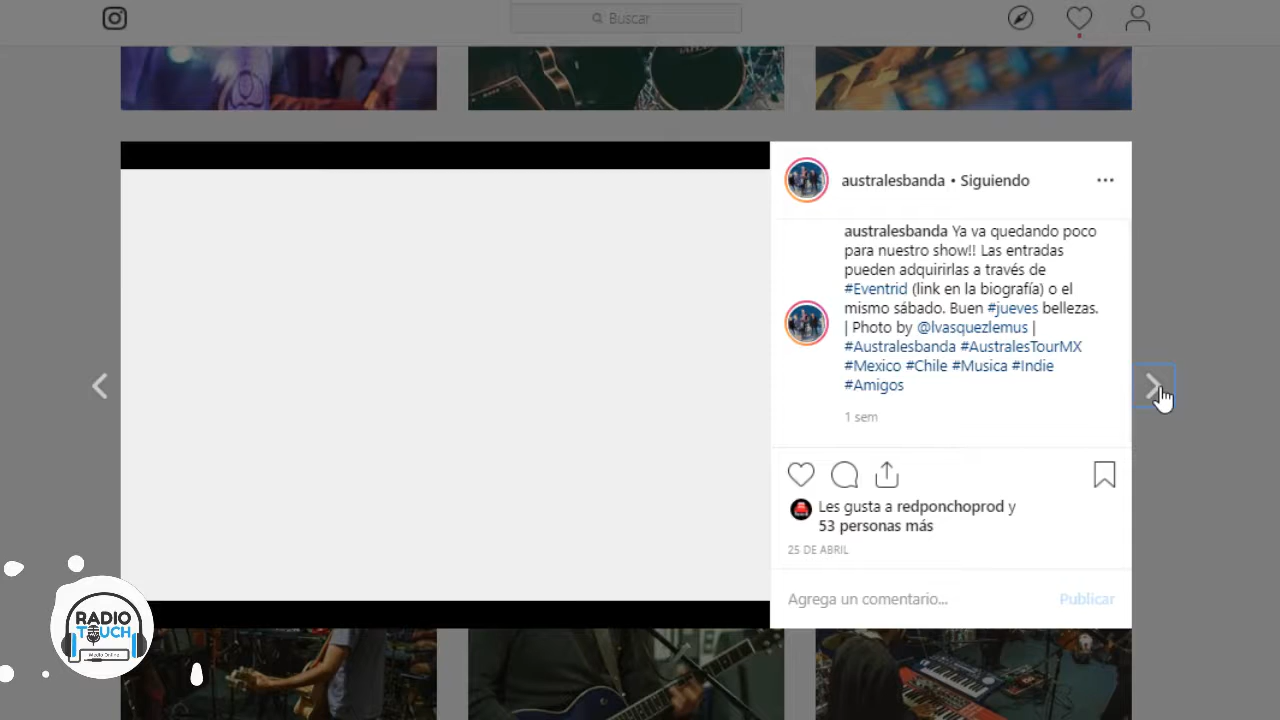 Buscar
australesbanda • Siguiendo
australesbanda Ya va quedando poco
para nuestro show!! Las entradas
pueden adquirirlas a través de
#Eventrid (link en la biografía) o el
mismo sábado. Buen #jueves bellezas.
| Photo by @lvasquezlemus |
#Australesbanda #AustralesTourMX
#Mexico #Chile #Musica #Indie
#Amigos
1 sem
Les gusta a redponchoprod y
53 personas más
25 DE ABRIL
Agrega un comentario... Publicar
RADIO
TOUCH
Medio Online